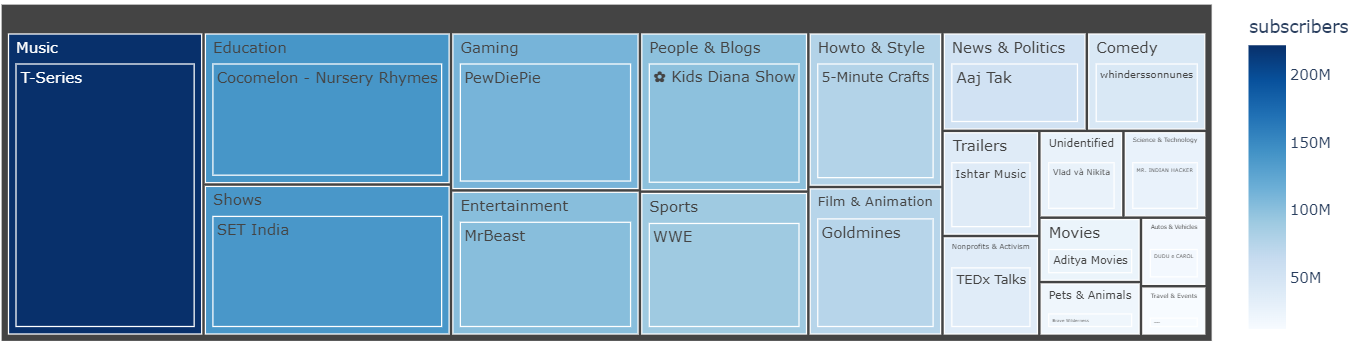 Music
T-Series
Education
Cocomelon - Nursery Rhymes
Shows
SET India
Gaming
PewDiePie
Entertainment
MrBeast
People & Blogs
✿ Kids Diana Show
Sports
WWE
Howto & Style
5-Minute Crafts
Film & Animation
Goldmines
News & Politics
Aaj Tak
Comedy
whinderssonnunes
Trailers
Ishtar Music
Nonprofits & Activism
TEDx Talks
Unidentified
Vlad và Nikita
Science & Technology
MR. INDIAN HACKER
Movies
Aditya Movies
Pets & Animals
Brave Wilderness
Autos & Vehicles
DUDU e CAROL
Travel & Events
subscribers
200M
150M
100M
50M